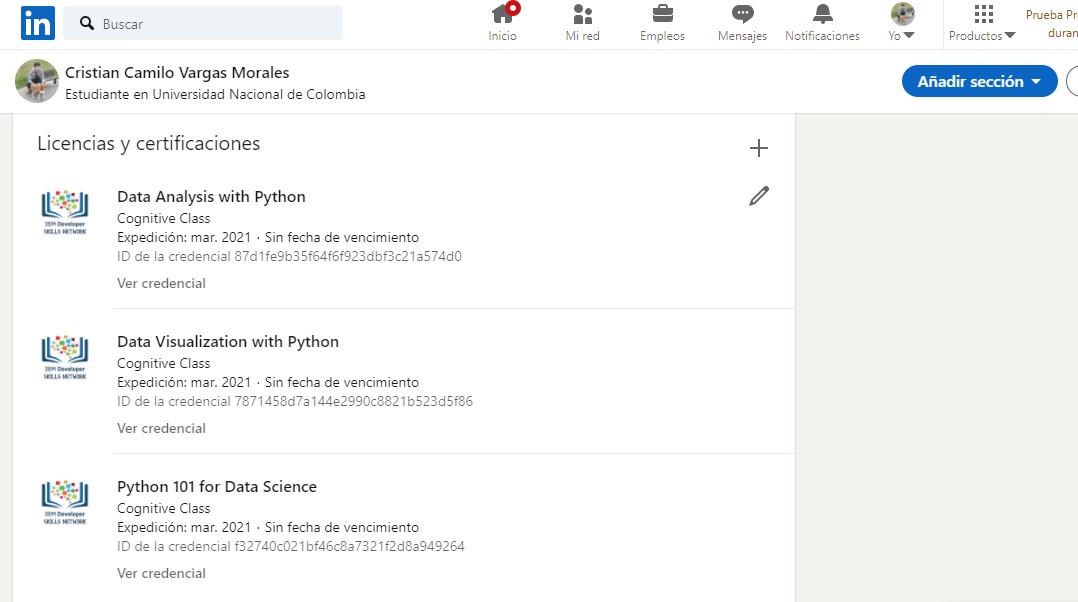 in
Buscar
Inicio
Mi red
Empleos
Mensajes
Notificaciones
Yo
Productos
Prueba Pr
duran
Cristian Camilo Vargas Morales
Estudiante en Universidad Nacional de Colombia
Añadir sección
Licencias y certificaciones
IBM Developer
SKILLS NETWORK
Data Analysis with Python
Cognitive Class
Expedición: mar. 2021 · Sin fecha de vencimiento
ID de la credencial 87d1fe9b35f64f6f923dbf3c21a574d0
Ver credencial
IBM Developer
SKILLS NETWORK
Data Visualization with Python
Cognitive Class
Expedición: mar. 2021 · Sin fecha de vencimiento
ID de la credencial 7871458d7a144e2990c8821b523d5f86
Ver credencial
IBM Developer
SKILLS NETWORK
Python 101 for Data Science
Cognitive Class
Expedición: mar. 2021 · Sin fecha de vencimiento
ID de la credencial f32740c021bf46c8a7321f2d8a949264
Ver credencial